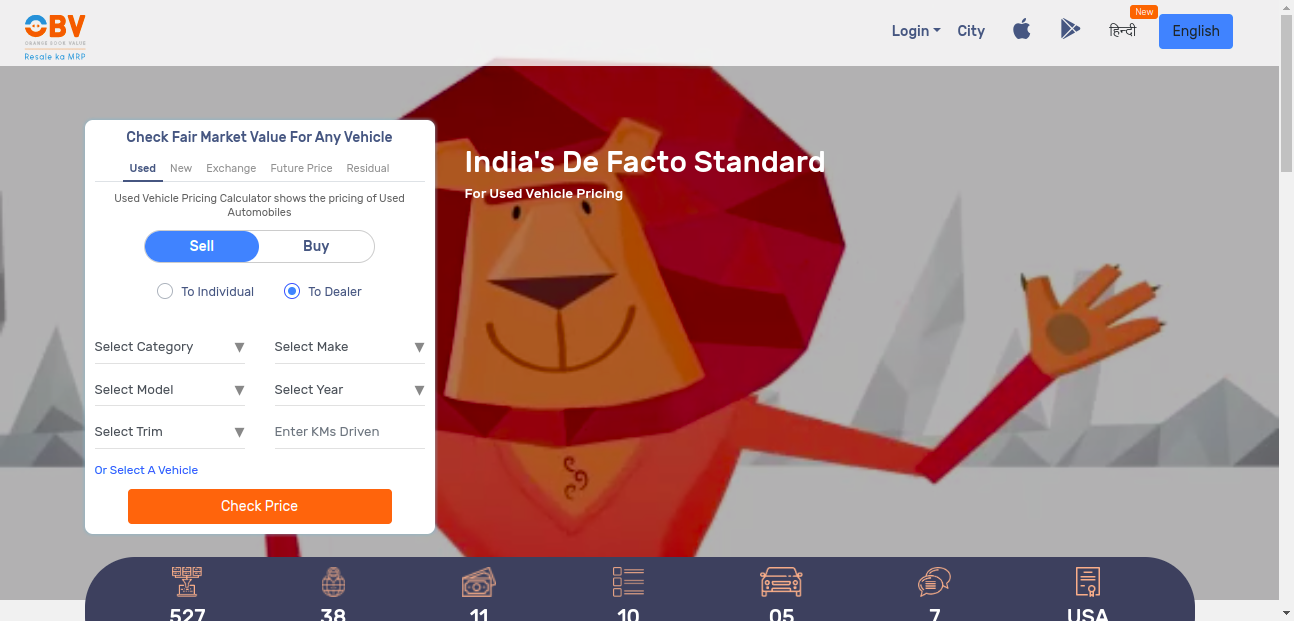 OBV
ORANGE BOOK VALUE
Resale ka MRP
Login
City
हिन्दी
New
English
Check Fair Market Value For Any Vehicle
Used New Exchange Future Price Residual
Used Vehicle Pricing Calculator shows the pricing of Used
Automobiles
Sell Buy
To Individual To Dealer
Select Category Select Make
Select Model Select Year
Select Trim Enter KMs Driven
Or Select A Vehicle
Check Price
India's De Facto Standard
For Used Vehicle Pricing
527 38 11 10 05 7 USA